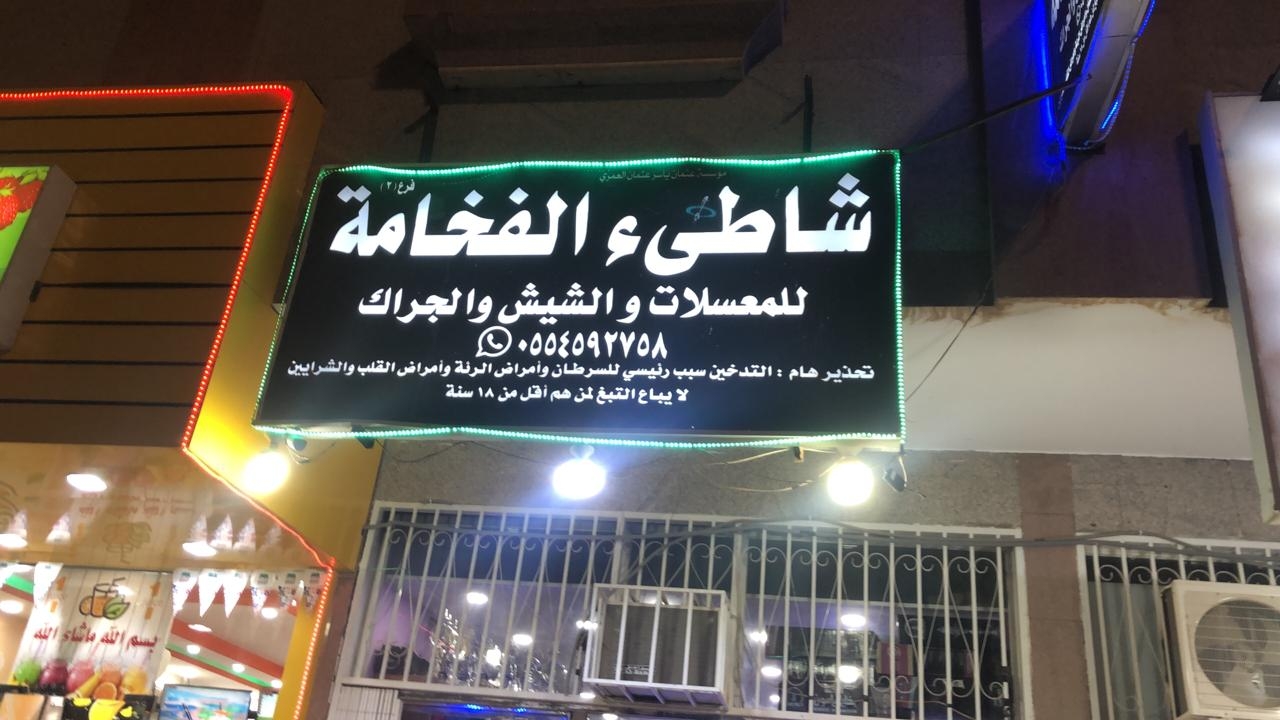 مؤسسة عثمان ياسر عثمان العمري
فرع (٢)
شاطىء الفخامة
للمعسلات و الشيش والجراك
٠٥٥٤٥٩٢٧٥٨
تحذير هام : التدخين سبب رئيسي للسرطان وأمراض الرئة وأمراض القلب والشرايين
لا يباع التبغ لمن هم أقل من ١٨ سنة
بسم الله ماشاء الله